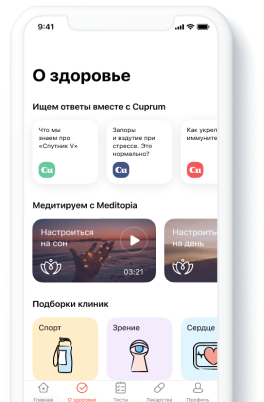 9:41
О здоровье
Ищем ответы вместе с Cuprum
Что мы
знаем про
«Спутник V»
Cu
Запоры
и вздутие при
стрессе. Это
нормально?
Cu
Как укреп
иммуните
Cu
Медитируем с Meditopia
Настроиться
на сон
03:21
Настроить
на день
Подборки клиник
Спорт
Зрение
Сердце
Главная
О здоровье
Тесты
Лекарства
Профиль